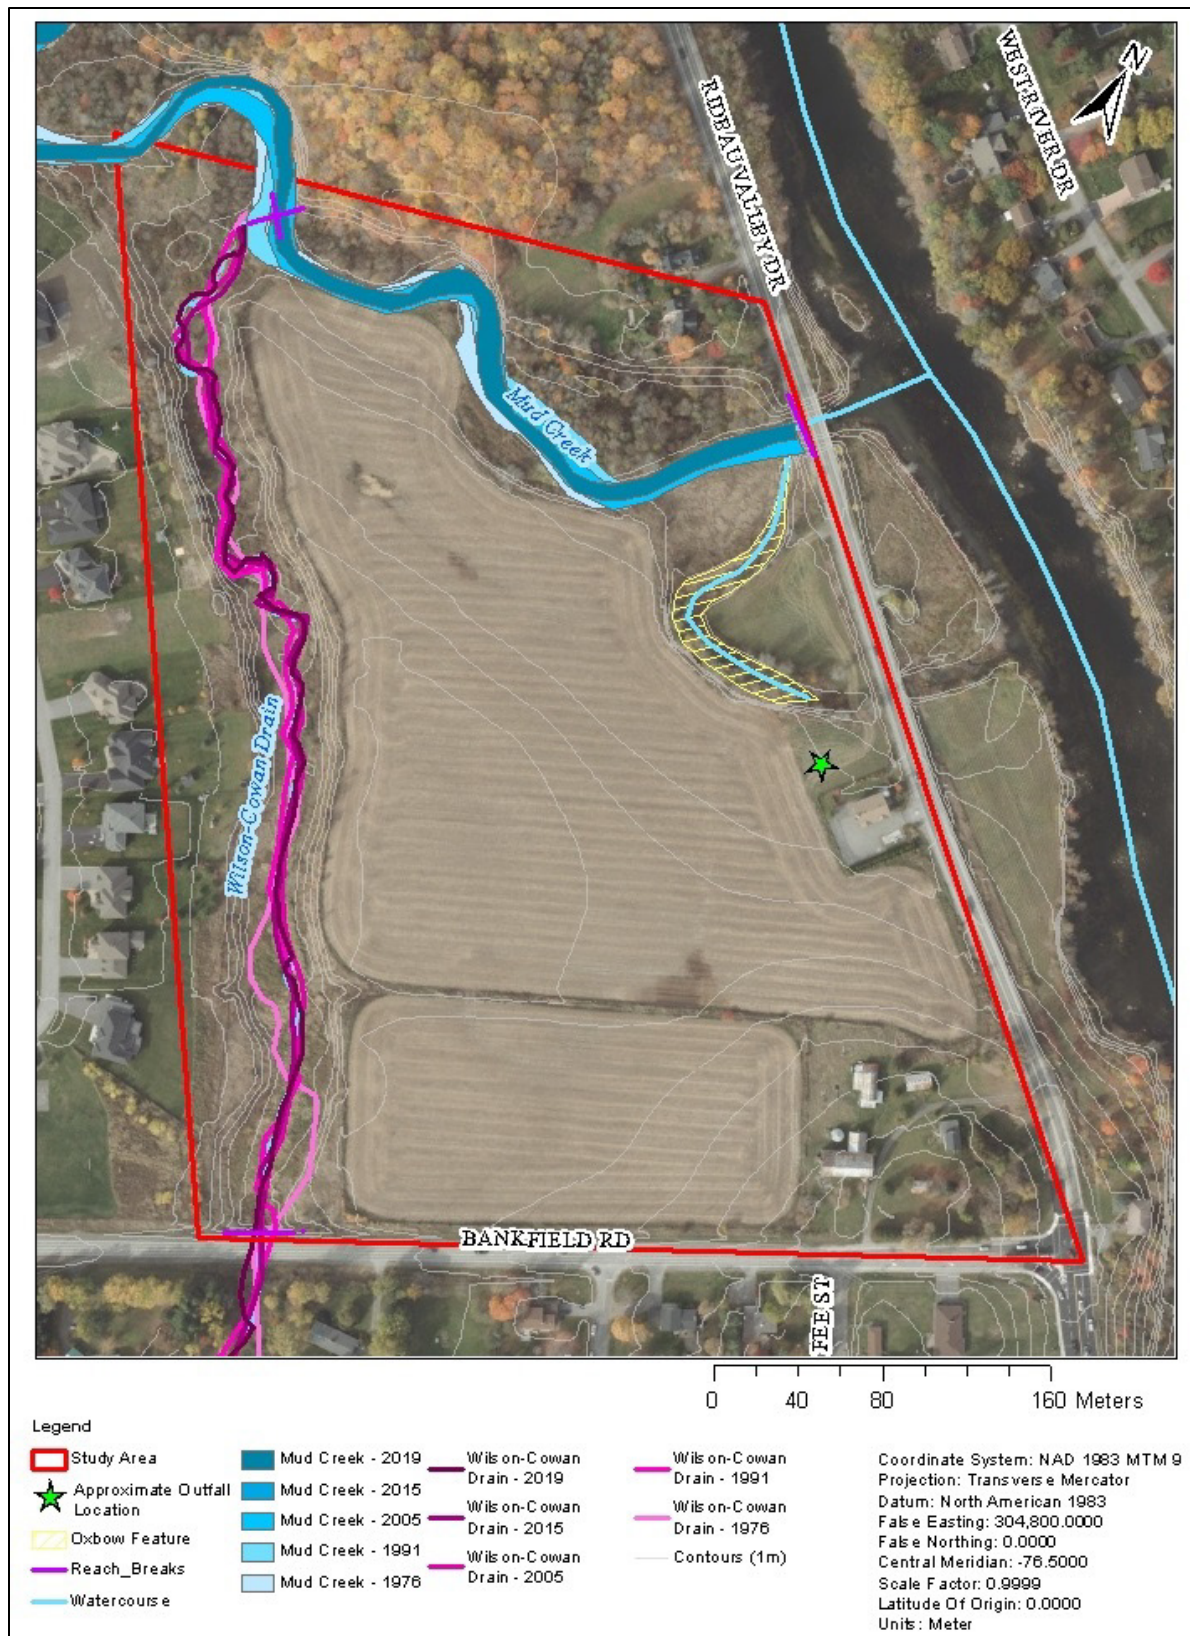 N
WEST RIVER DR
RIDEAU VALLEY DR
Mud Creek
Wilson-Cowan Drain
BANKFIELD RD
FEE ST
0 40 80 160 Meters
Legend
Study Area
Approximate Outfall
Location
Oxbow Feature
Reach_Breaks
Watercourse
Mud Creek - 2019
Mud Creek - 2015
Mud Creek - 2005
Mud Creek - 1991
Mud Creek - 1976
Wilson-Cowan
Drain - 2019
Wilson-Cowan
Drain - 2015
Wilson-Cowan
Drain - 2005
Wilson-Cowan
Drain - 1991
Wilson-Cowan
Drain - 1976
Contours (1m)
Coordinate System: NAD 1983 MTM 9
Projection: Transverse Mercator
Datum: North American 1983
False Easting: 304,800.0000
False Northing: 0.0000
Central Meridian: -76.5000
Scale Factor: 0.9999
Latitude Of Origin: 0.0000
Units: Meter